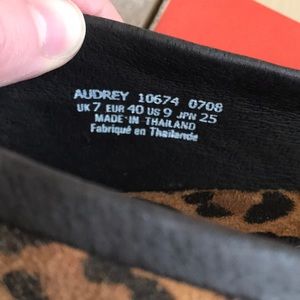 AUDREY 10674 0708
UK 7 EUR 40 US 9 JPN 25
MADE IN THAILAND
Fabriqué en Thaïlande